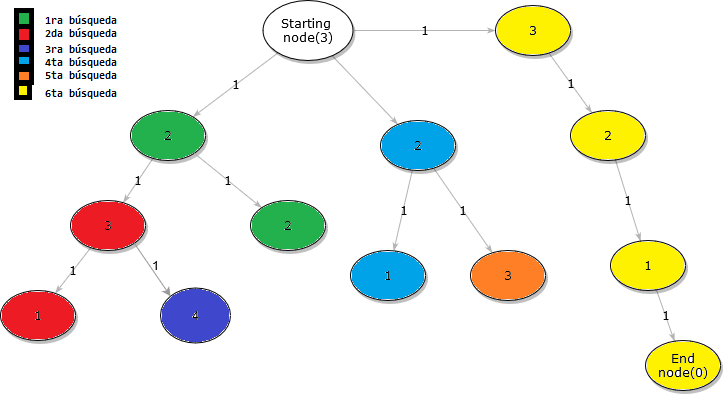 1ra búsqueda
2da búsqueda
3ra búsqueda
4ta búsqueda
5ta búsqueda
6ta búsqueda
Starting
node(3)
1
3
1
1
2
2
2
1
1
1
1
1
3
2
1
1
1
1
3
1
4
1
End
node(0)